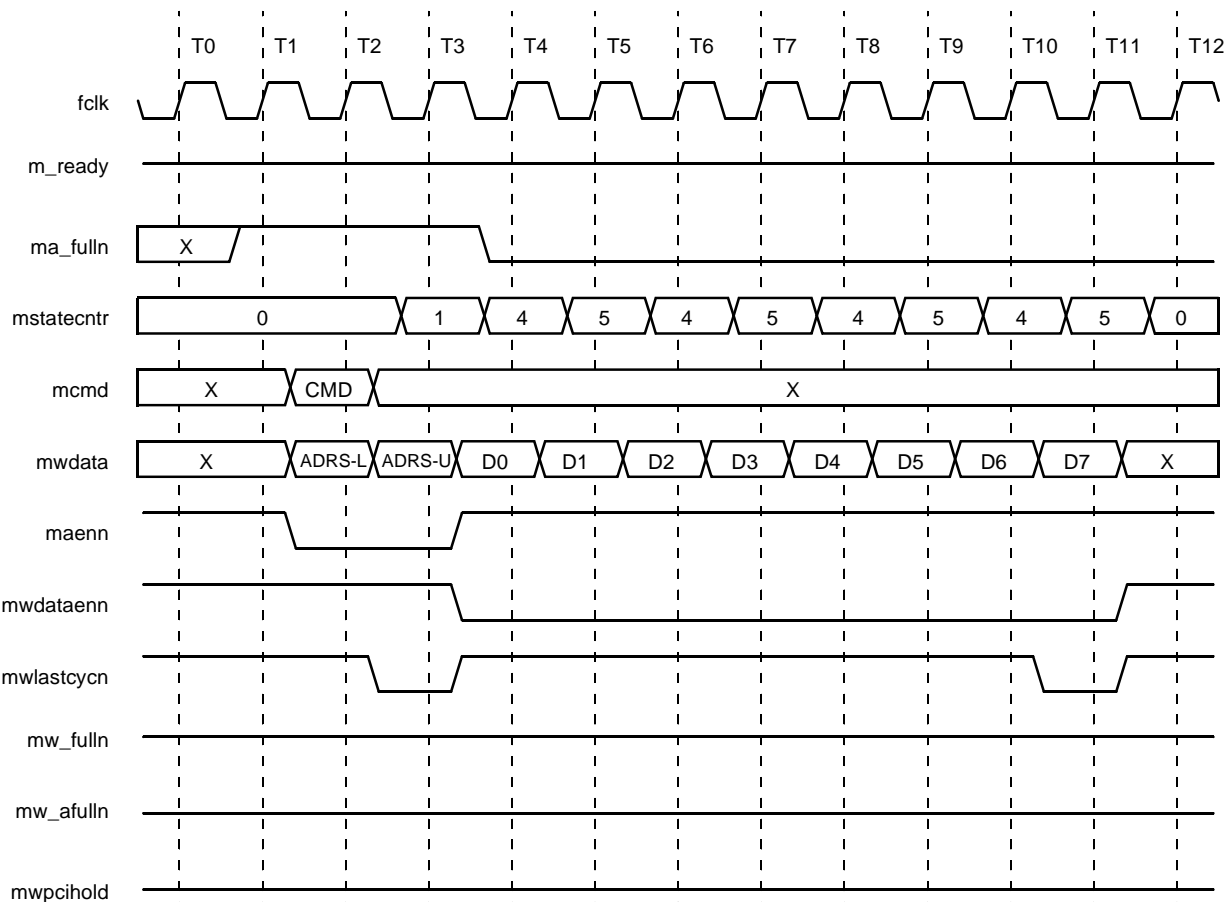 T0 T1 T2 T3 T4 T5 T6 T7 T8 T9 T10 T11 T12
fclk
m_ready
ma_fulln X
mstatecntr 0 1 4 5 4 5 4 5 4 5 0
mcmd X CMD X
mwdata X ADRS-L ADRS-U D0 D1 D2 D3 D4 D5 D6 D7 X
maenn
mwdataenn
mwlastcycn
mw_fulln
mw_afulln
mwpcihold